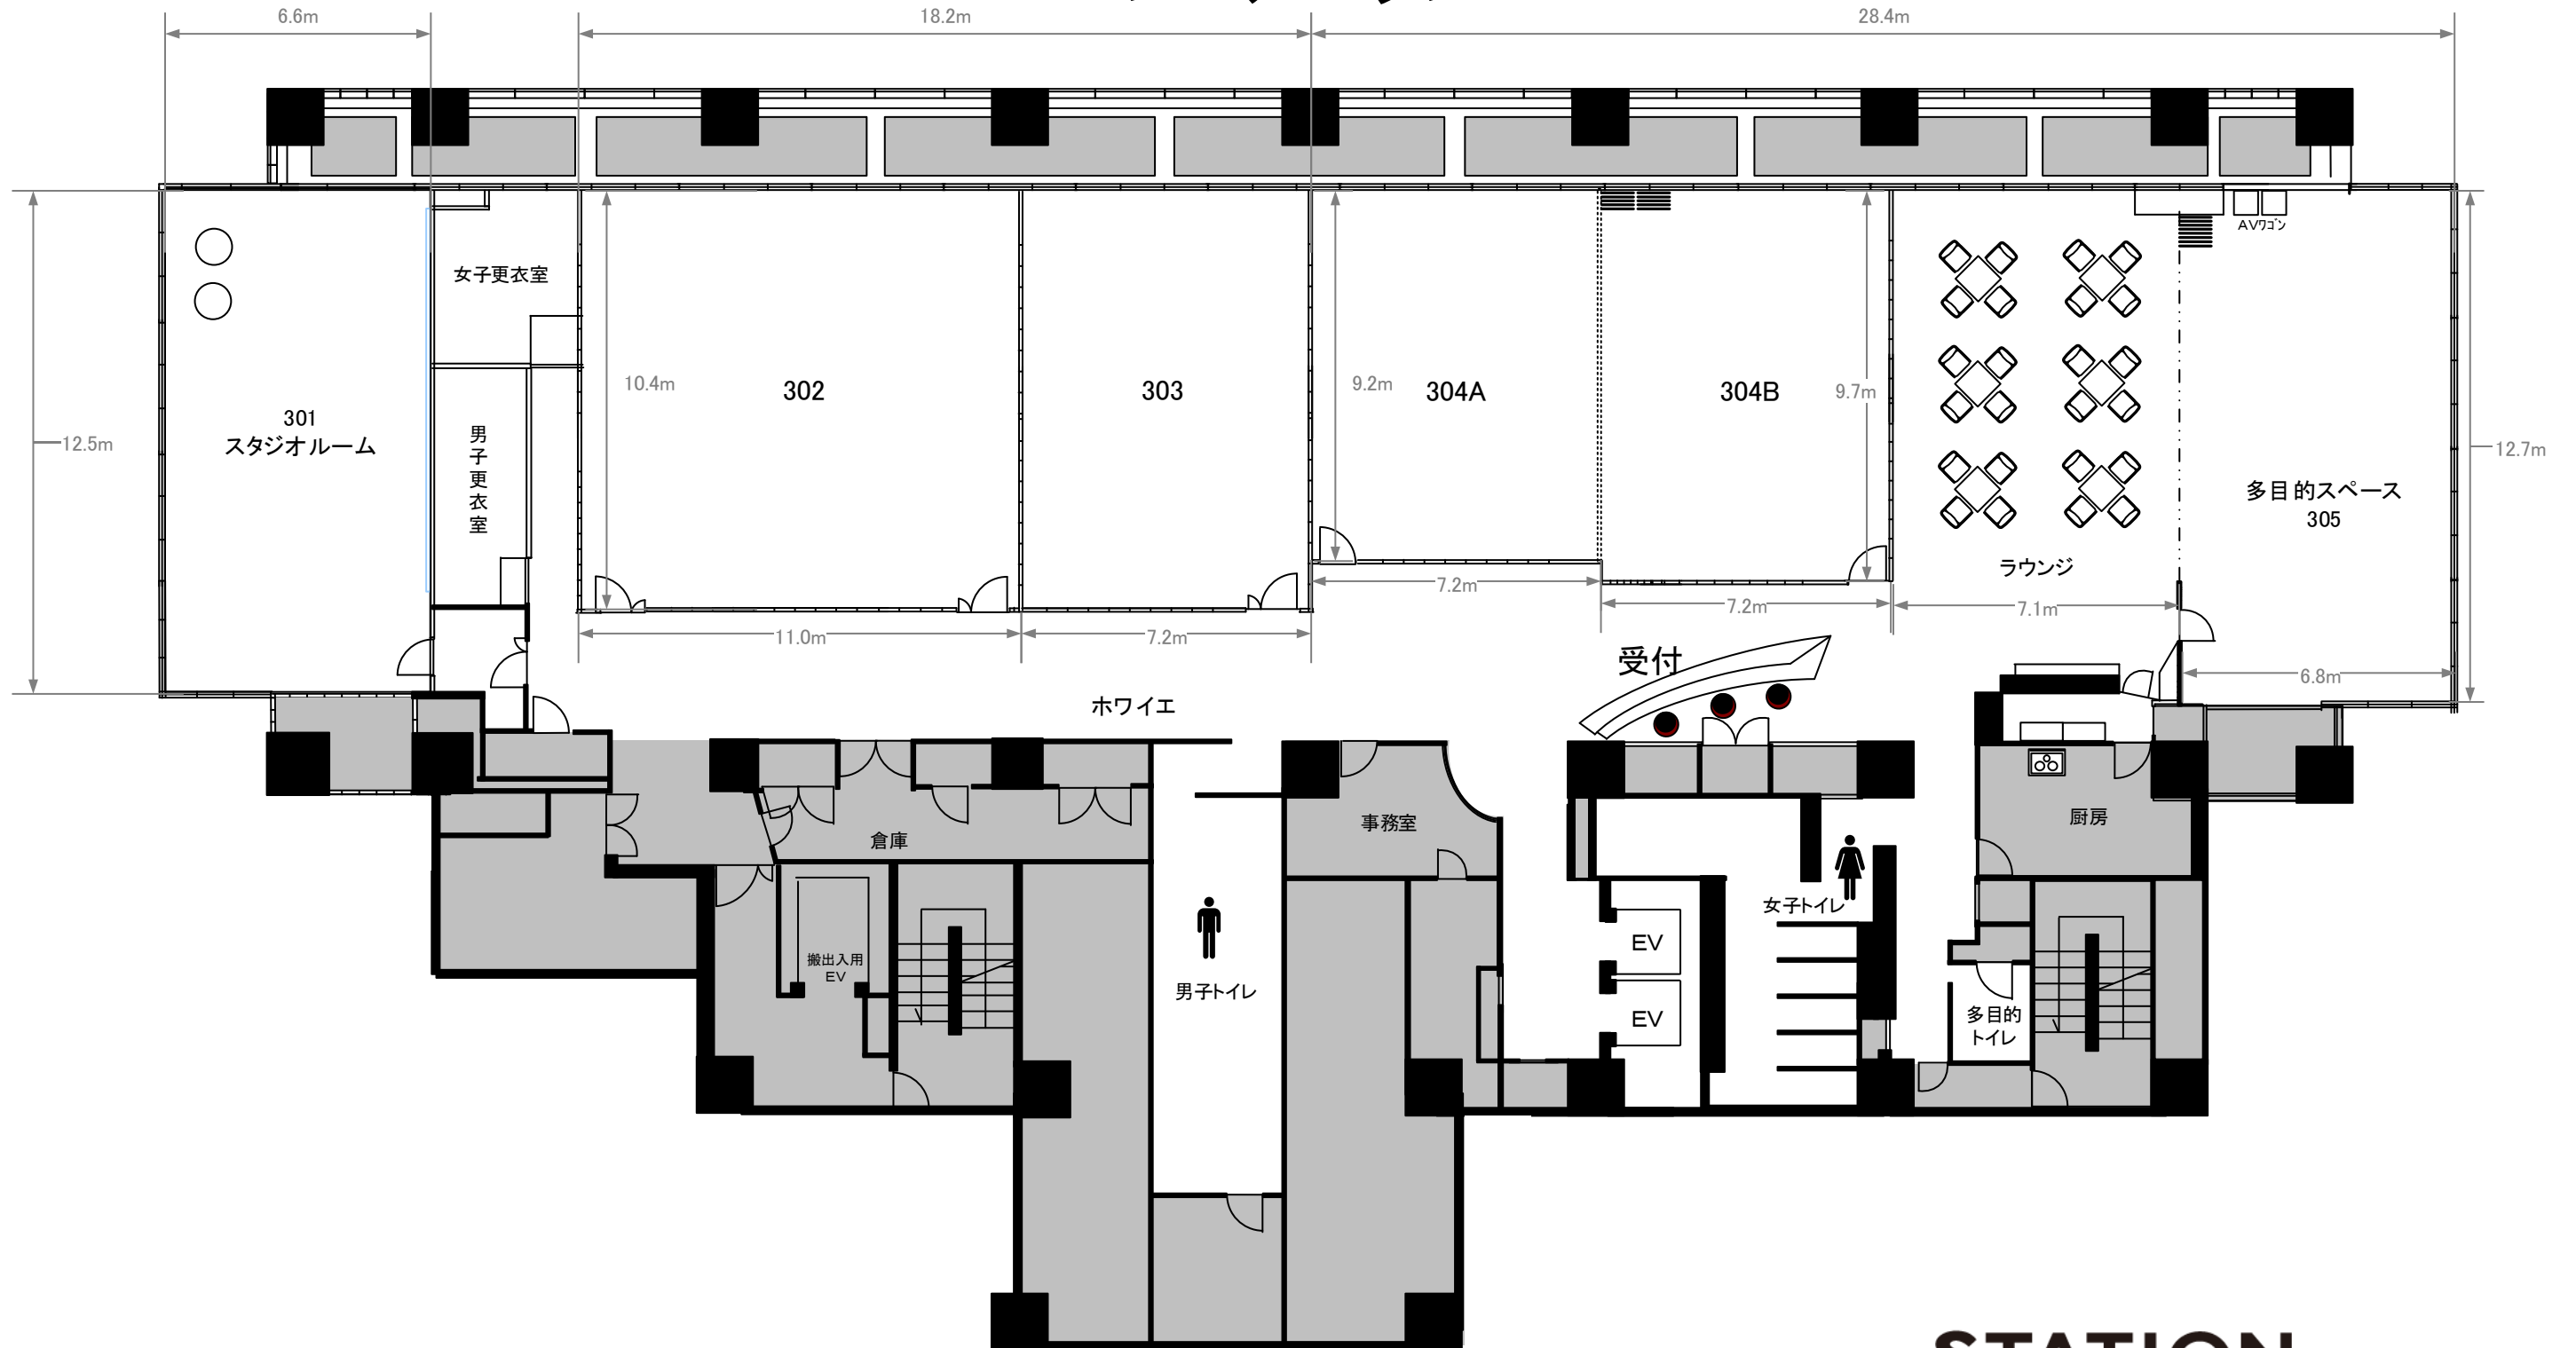 6.6m
18.2m
28.4m
AVﾜｺﾞﾝ
女子更衣室
10.4m
302
303
9.2m
304A
304B
9.7m
301
スタジオルーム
12.5m
男子更衣室
12.7m
多目的スペース
305
ラウンジ
7.2m
7.2m
7.1m
11.0m
7.2m
受付
6.8m
ホワイエ
倉庫
事務室
厨房
女子トイレ
EV
搬出入用
EV
男子トイレ
EV
多目的
トイレ
STATION